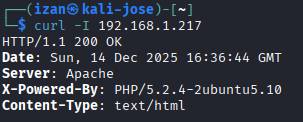 ┌──(izan㉿kali-jose)-[~]
└─$ curl -I 192.168.1.217
HTTP/1.1 200 OK
Date: Sun, 14 Dec 2025 16:36:44 GMT
Server: Apache
X-Powered-By: PHP/5.2.4-2ubuntu5.10
Content-Type: text/html